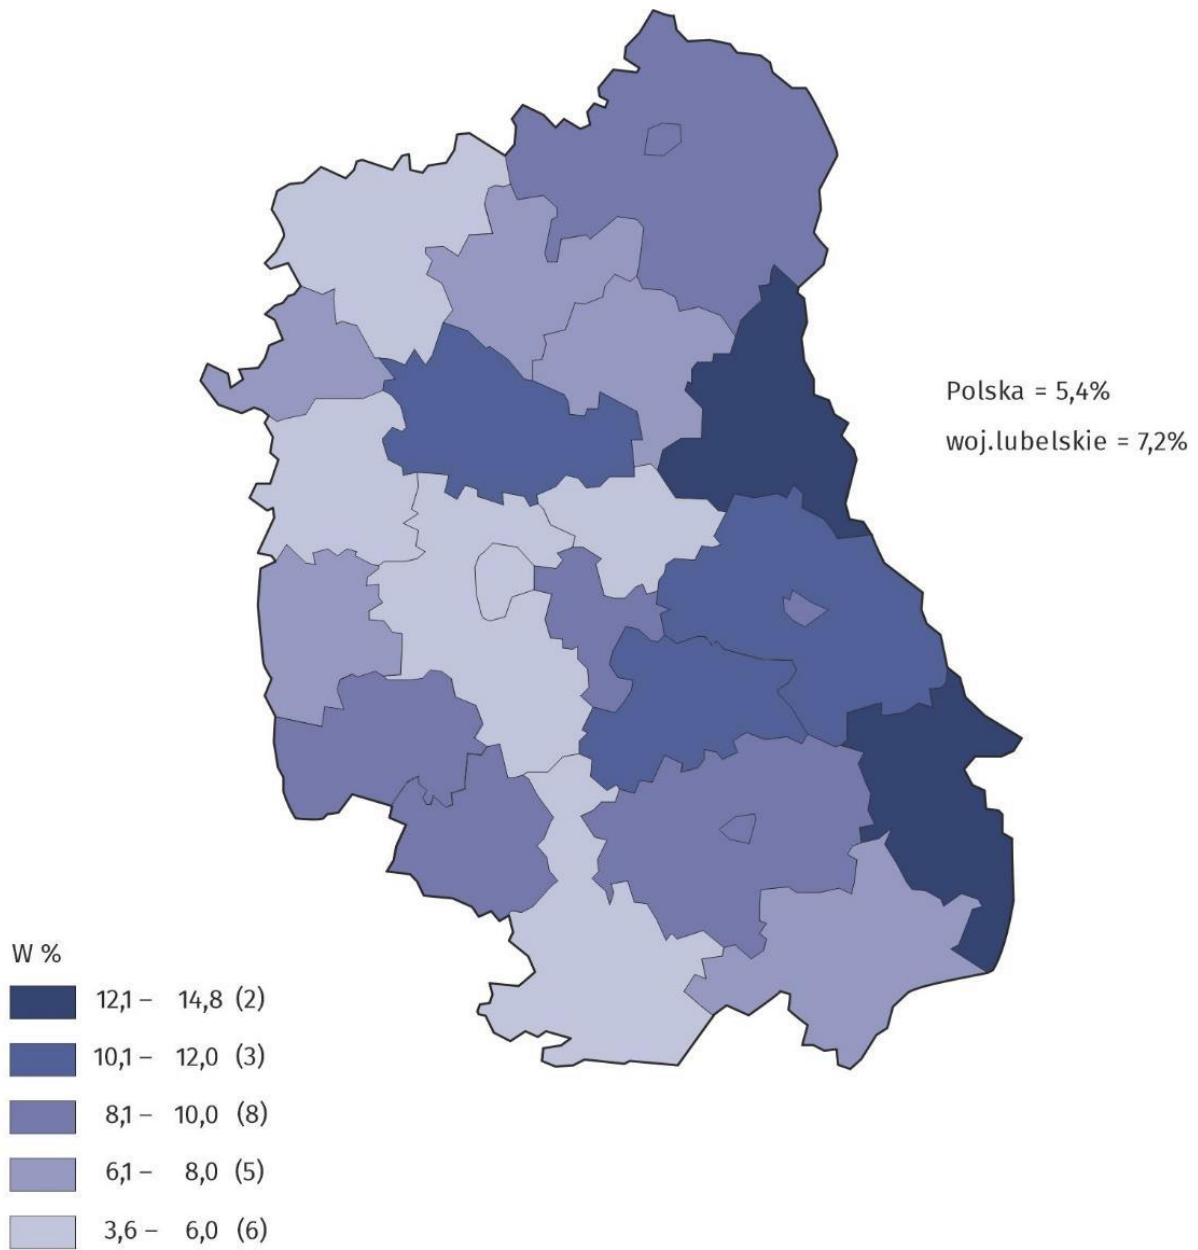 Polska = 5,4%
woj.lubelskie = 7,2%
W %
12,1 – 14,8 (2)
10,1 – 12,0 (3)
8,1 – 10,0 (8)
6,1 – 8,0 (5)
3,6 – 6,0 (6)